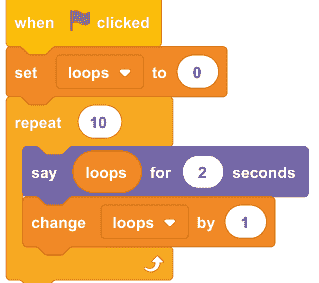 when clicked
set loops to 0
repeat 10
say loops for 2 seconds
change loops by 1